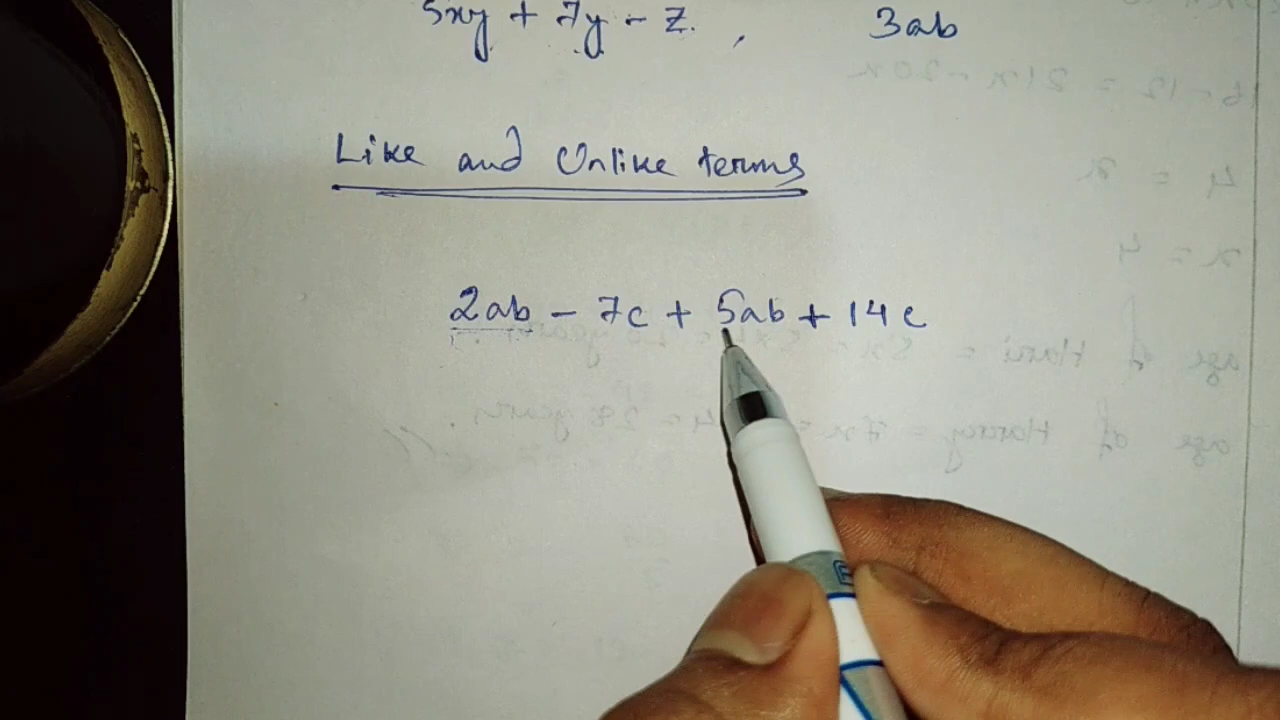 5xy + 7y - z. , 3ab
Like and Unlike terms
2ab - 7c + 5ab + 14c